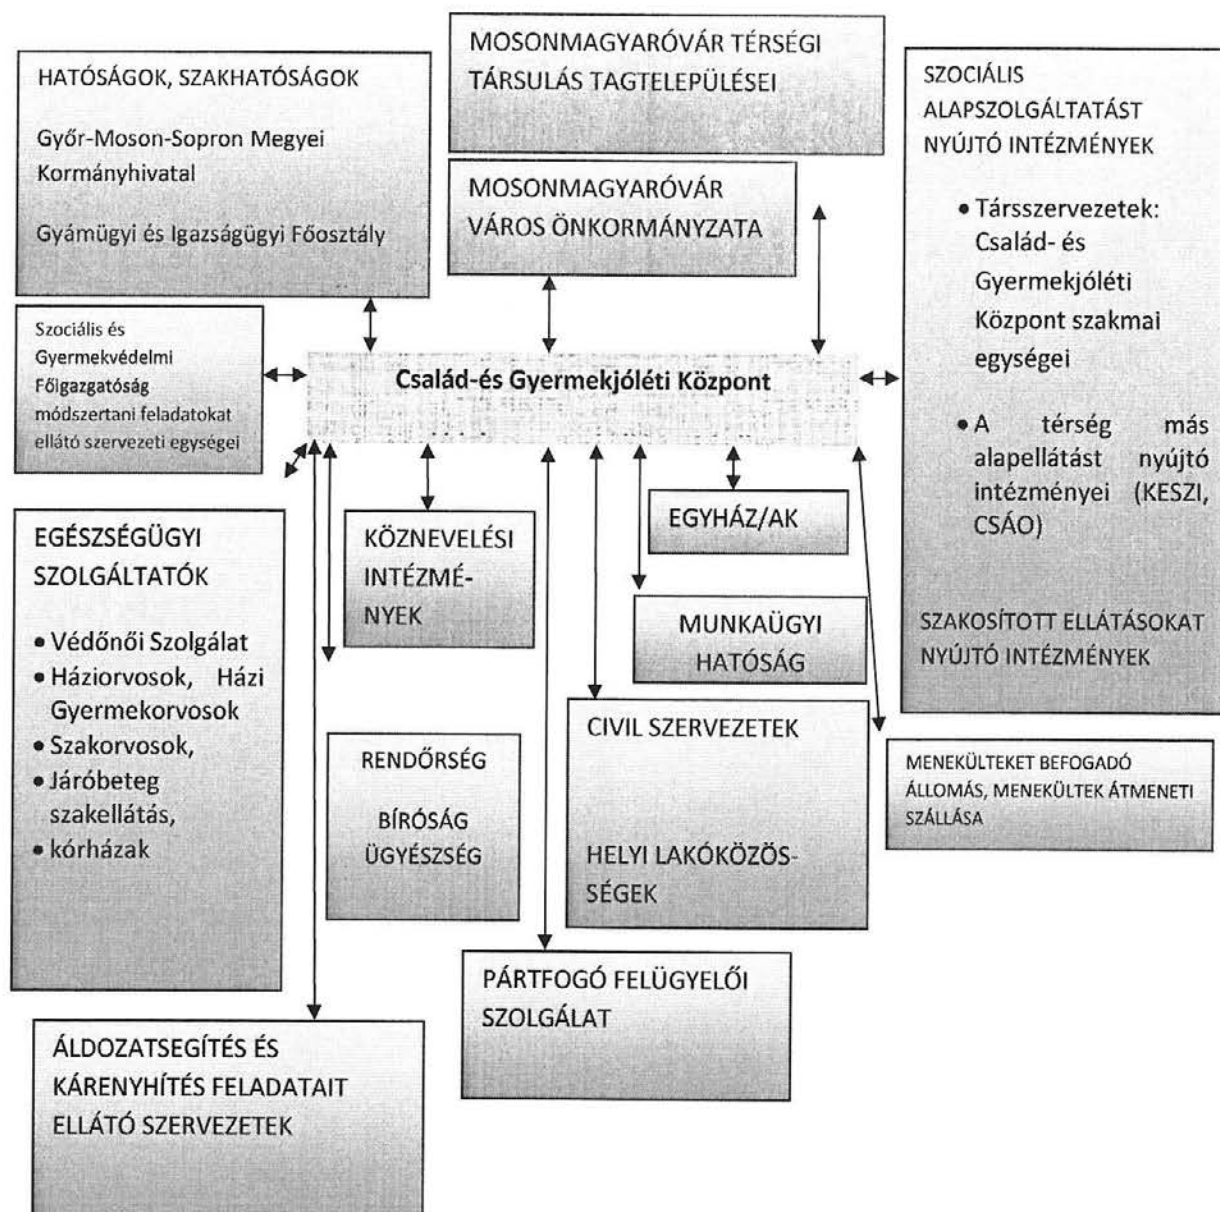 HATÓSÁGOK, SZAKHATÓSÁGOK
Győr-Moson-Sopron Megyei
Kormányhivatal
Gyámügyi és Igazságügyi Főosztály
MOSONMAGYARÓVÁR TÉRSÉGI
TÁRSULÁS TAGTELEPÜLÉSEI
MOSONMAGYARÓVÁR
VÁROS ÖNKORMÁNYZATA
SZOCIÁLIS
ALAPSZOLGÁLTATÁST
NYÚJTÓ INTÉZMÉNYEK
• Társszervezetek:
Család- és
Gyermekjóléti
Központ szakmai
egységei
• A térség más
alapellátást nyújtó
intézményei (KESZI,
CSÁO)
SZAKOSÍTOTT ELLÁTÁSOKAT
NYÚJTÓ INTÉZMÉNYEK
Szociális és
Gyermekvédelmi
Főigazgatóság
módszertani feladatokat
ellátó szervezeti egységei
Család-és Gyermekjóléti Központ
EGÉSZSÉGÜGYI
SZOLGÁLTATÓK
• Védőnői Szolgálat
• Háziorvosok, Házi
Gyermekorvosok
• Szakorvosok,
• Járóbeteg
szakellátás,
• kórházak
KÖZNEVELÉSI
INTÉZMÉ-
NYEK
EGYHÁZ/AK
MUNKAÜGYI
HATÓSÁG
RENDŐRSÉG
BÍRÓSÁG
ÜGYÉSZSÉG
CIVIL SZERVEZETEK
HELYI LAKÓKÖZÖS-
SÉGEK
MENEKÜLTEKET BEFOGADÓ
ÁLLOMÁS, MENEKÜLTEK ÁTMENETI
SZÁLLÁSA
PÁRTFOGÓ FELÜGYELŐI
SZOLGÁLAT
ÁLDOZATSEGÍTÉS ÉS
KÁRENYHÍTÉS FELADATAIT
ELLÁTÓ SZERVEZETEK